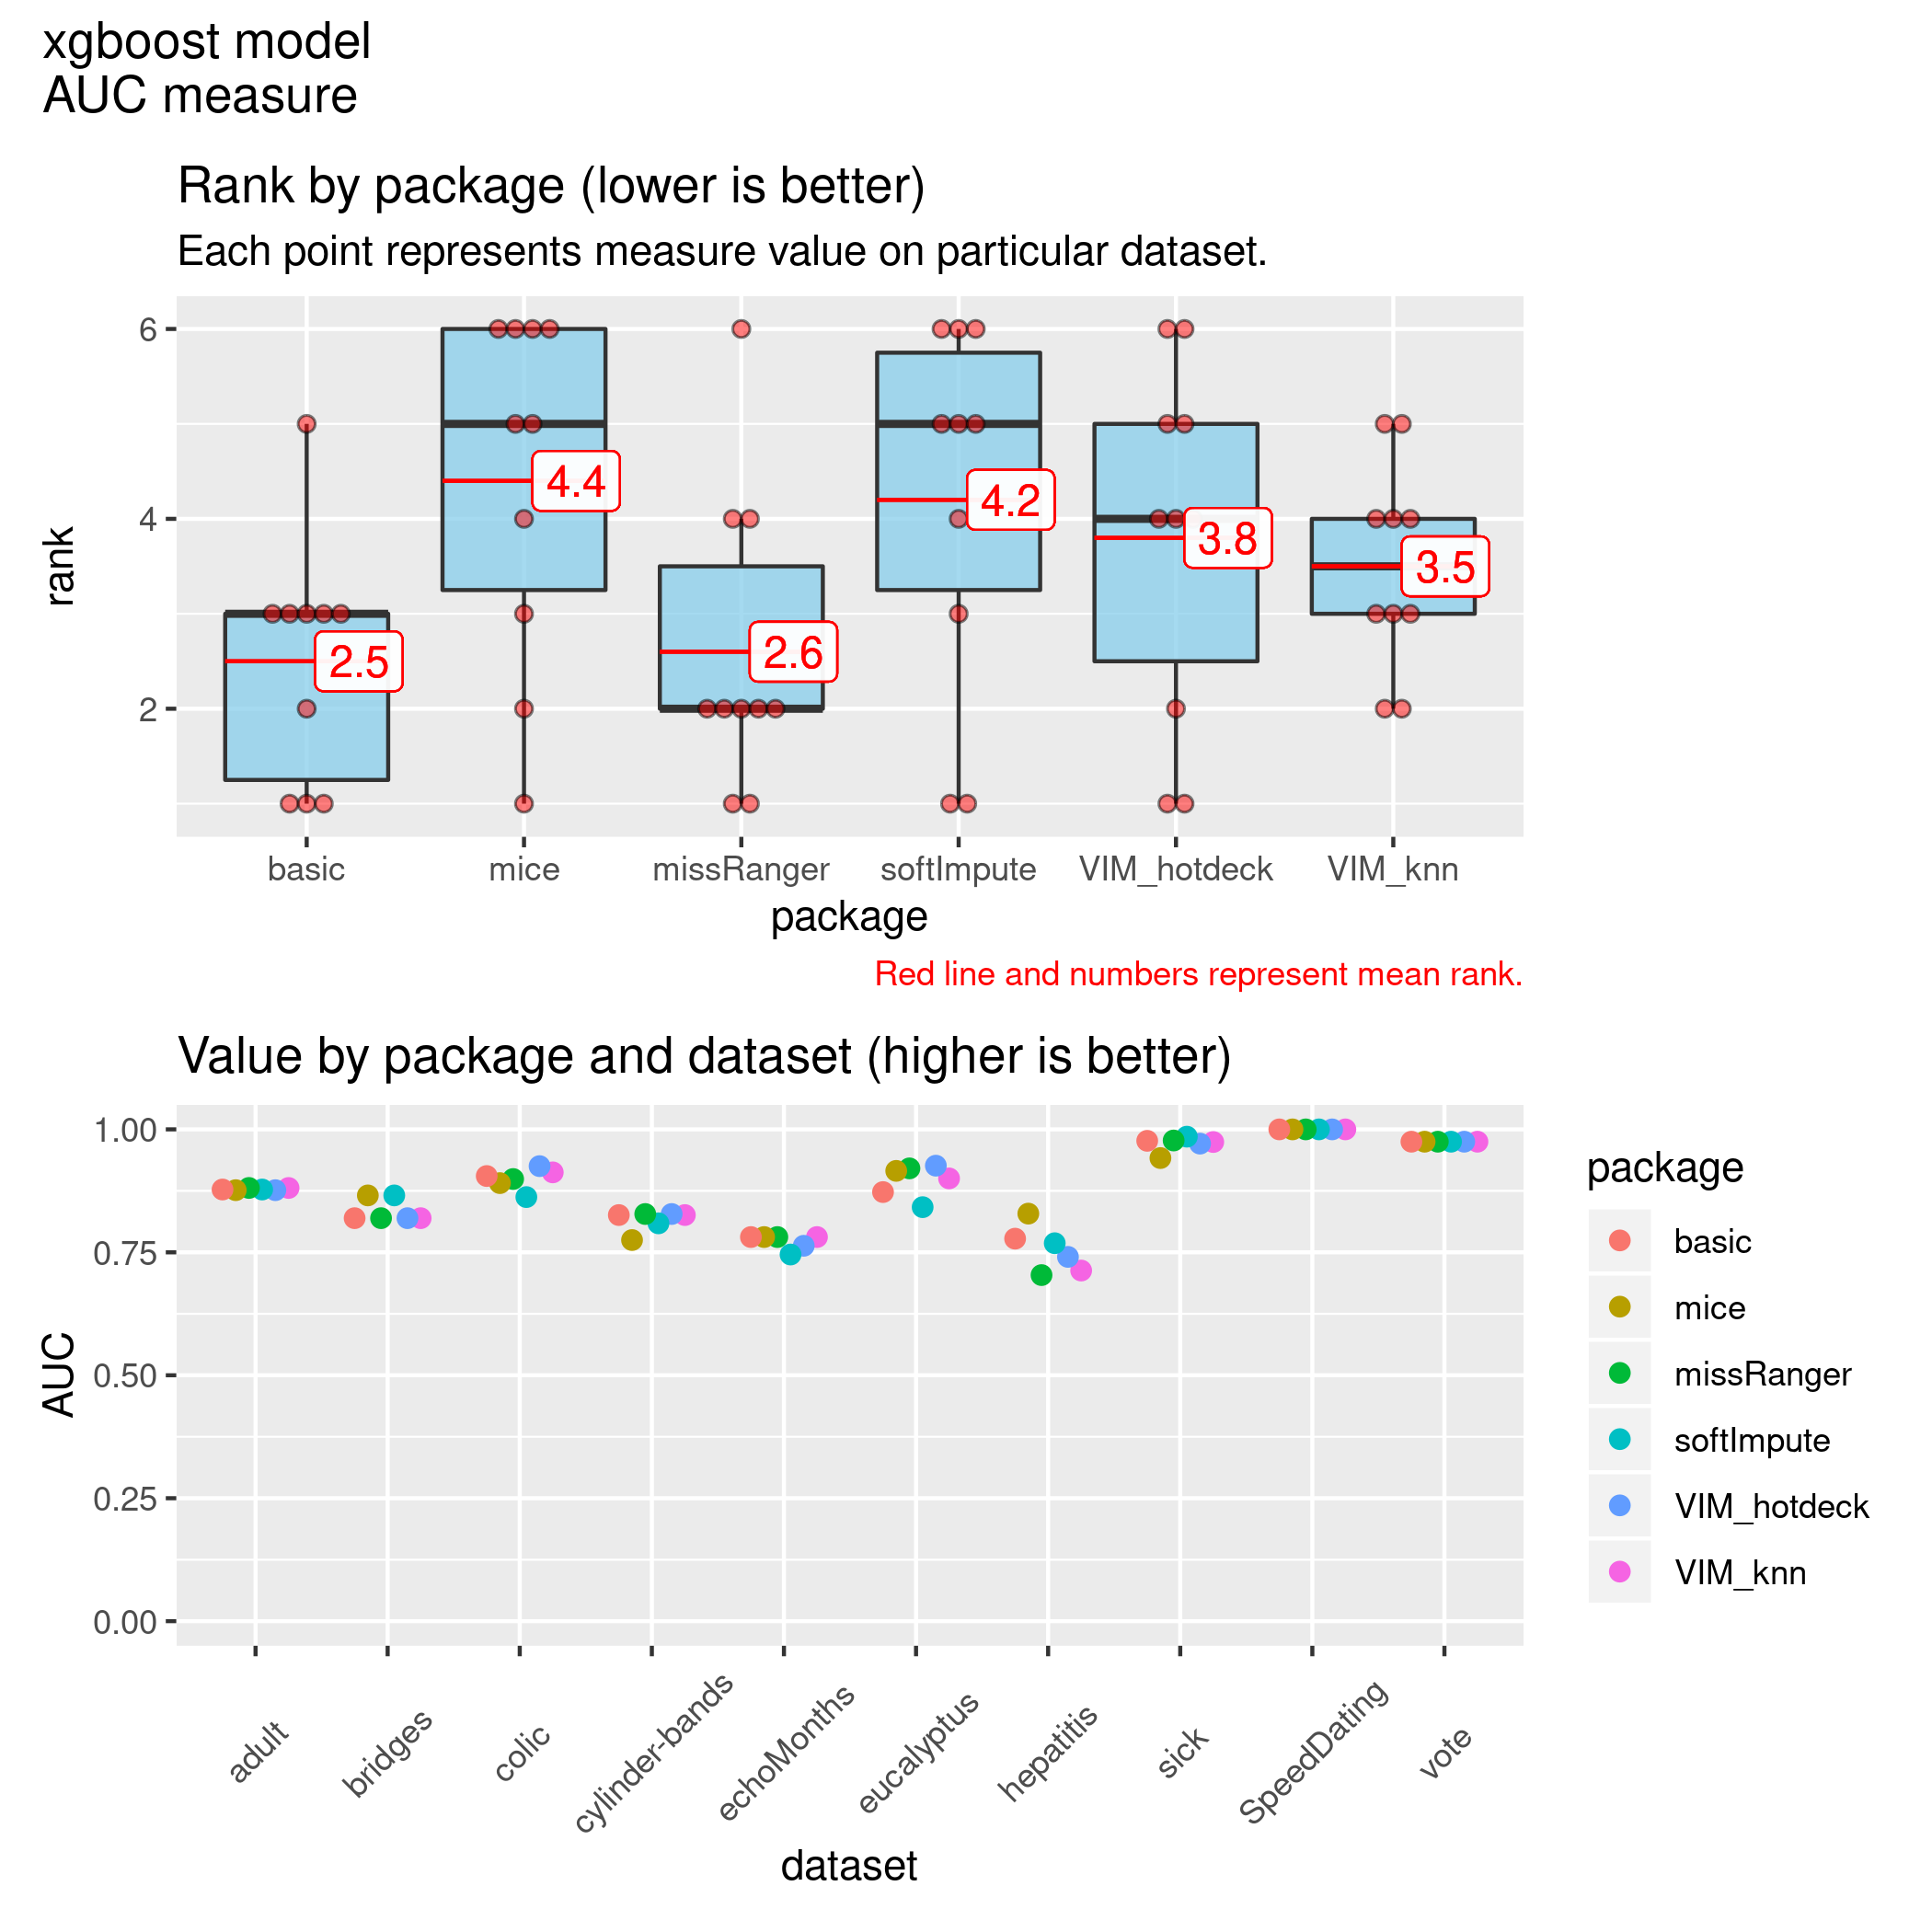 xgboost model
AUC measure
Rank by package (lower is better)
Each point represents measure value on particular dataset.
rank
6
4
2
2.5
4.4
2.6
4.2
3.8
3.5
basic
mice
missRanger
softImpute
VIM_hotdeck
VIM_knn
package
Red line and numbers represent mean rank.
Value by package and dataset (higher is better)
AUC
1.00
0.75
0.50
0.25
0.00
adult
bridges
colic
cylinder-bands
echoMonths
eucalyptus
hepatitis
sick
SpeedDating
vote
dataset
package
basic
mice
missRanger
softImpute
VIM_hotdeck
VIM_knn